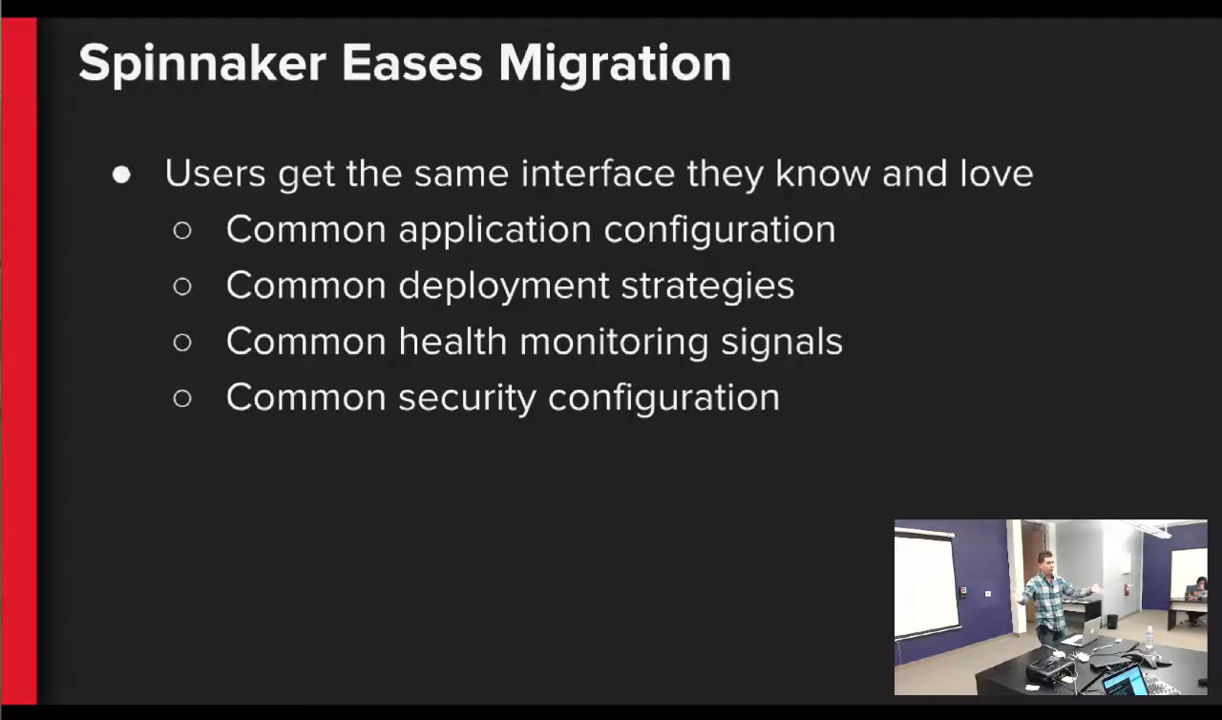 Spinnaker Eases Migration
● Users get the same interface they know and love
○ Common application configuration
○ Common deployment strategies
○ Common health monitoring signals
○ Common security configuration